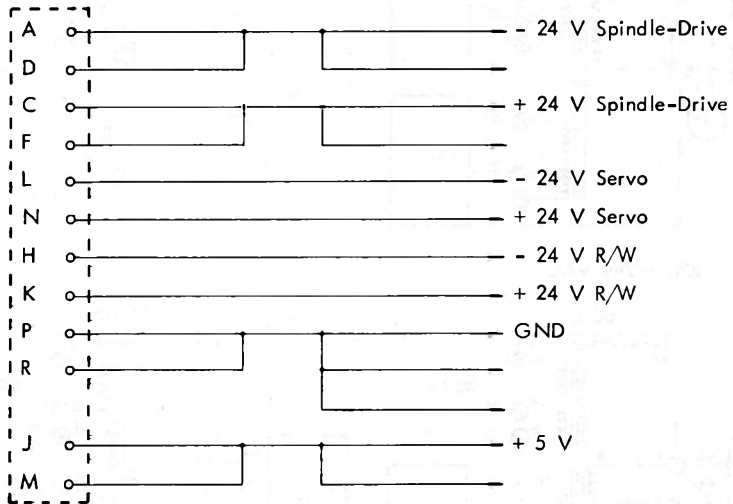 A - 24 V Spindle-Drive
D
C + 24 V Spindle-Drive
F
L - 24 V Servo
N + 24 V Servo
H - 24 V R/W
K + 24 V R/W
P GND
R
J + 5 V
M